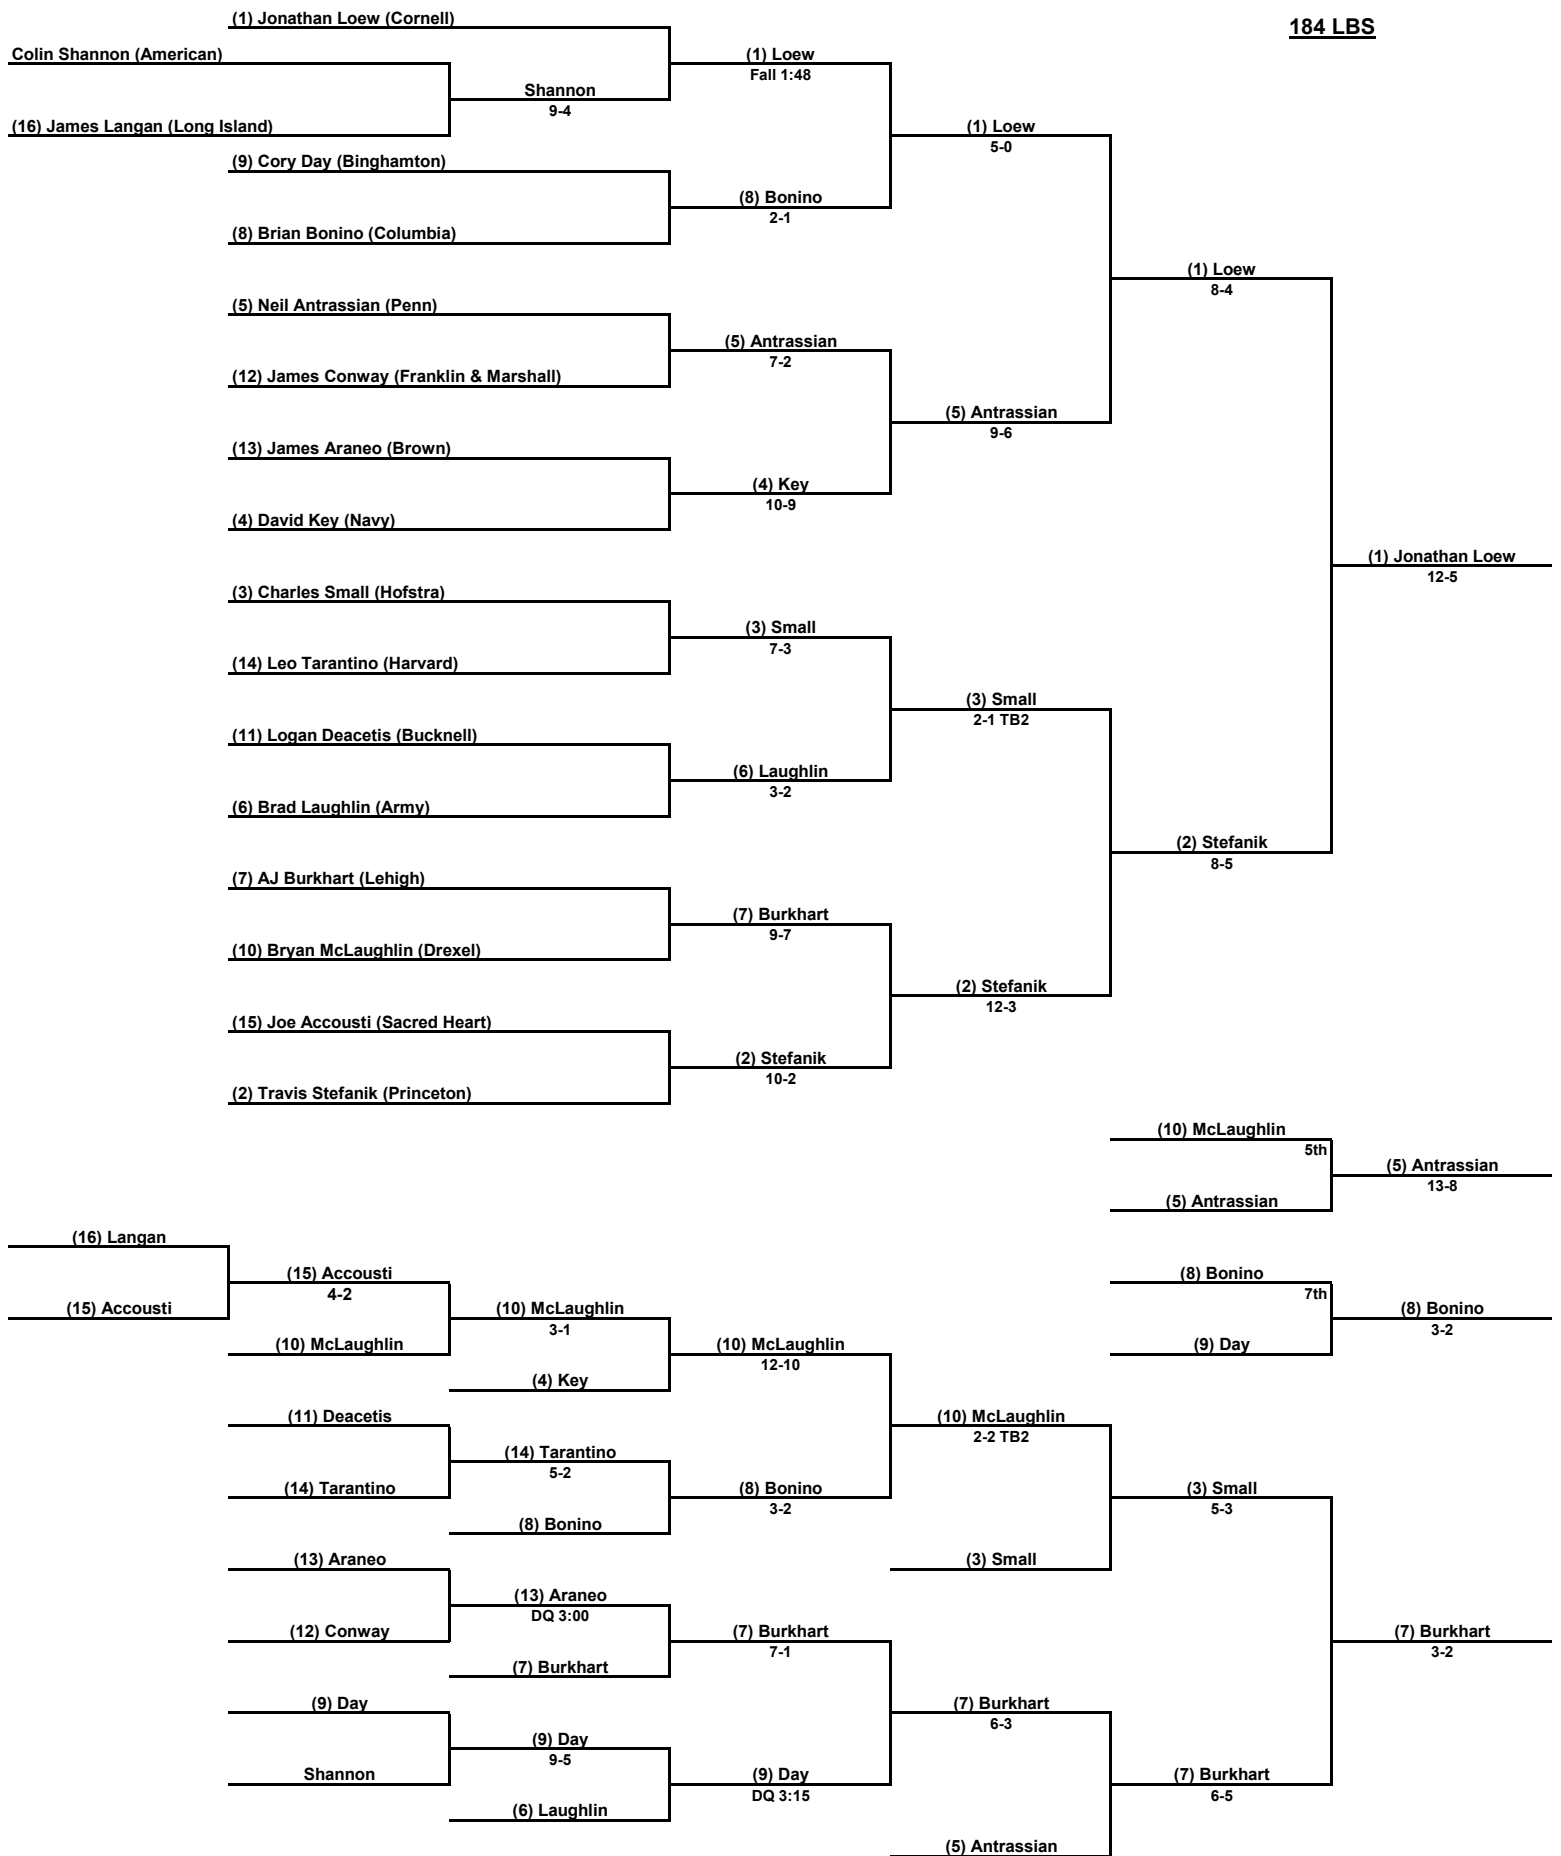 (1) Jonathan Loew (Cornell)
184 LBS
Colin Shannon (American)
(1) Loew
Fall 1:48
Shannon
9-4
(16) James Langan (Long Island)
(1) Loew
5-0
(9) Cory Day (Binghamton)
(8) Bonino
2-1
(8) Brian Bonino (Columbia)
(1) Loew
8-4
(5) Neil Antrassian (Penn)
(5) Antrassian
7-2
(12) James Conway (Franklin & Marshall)
(5) Antrassian
9-6
(13) James Araneo (Brown)
(4) Key
10-9
(4) David Key (Navy)
(1) Jonathan Loew
12-5
(3) Charles Small (Hofstra)
(3) Small
7-3
(14) Leo Tarantino (Harvard)
(3) Small
2-1 TB2
(11) Logan Deacetis (Bucknell)
(6) Laughlin
3-2
(6) Brad Laughlin (Army)
(2) Stefanik
8-5
(7) AJ Burkhart (Lehigh)
(7) Burkhart
9-7
(10) Bryan McLaughlin (Drexel)
(2) Stefanik
12-3
(15) Joe Accousti (Sacred Heart)
(2) Stefanik
10-2
(2) Travis Stefanik (Princeton)
(10) McLaughlin
5th
(5) Antrassian
13-8
(5) Antrassian
(16) Langan
(15) Accousti
4-2
(8) Bonino
7th
(15) Accousti
(10) McLaughlin
3-1
(8) Bonino
3-2
(10) McLaughlin
(10) McLaughlin
12-10
(9) Day
(4) Key
(11) Deacetis
(10) McLaughlin
2-2 TB2
(14) Tarantino
5-2
(14) Tarantino
(8) Bonino
3-2
(3) Small
5-3
(8) Bonino
(13) Araneo
(3) Small
(13) Araneo
DQ 3:00
(12) Conway
(7) Burkhart
7-1
(7) Burkhart
3-2
(7) Burkhart
(9) Day
(7) Burkhart
6-3
(9) Day
9-5
Shannon
(9) Day
DQ 3:15
(7) Burkhart
6-5
(6) Laughlin
(5) Antrassian